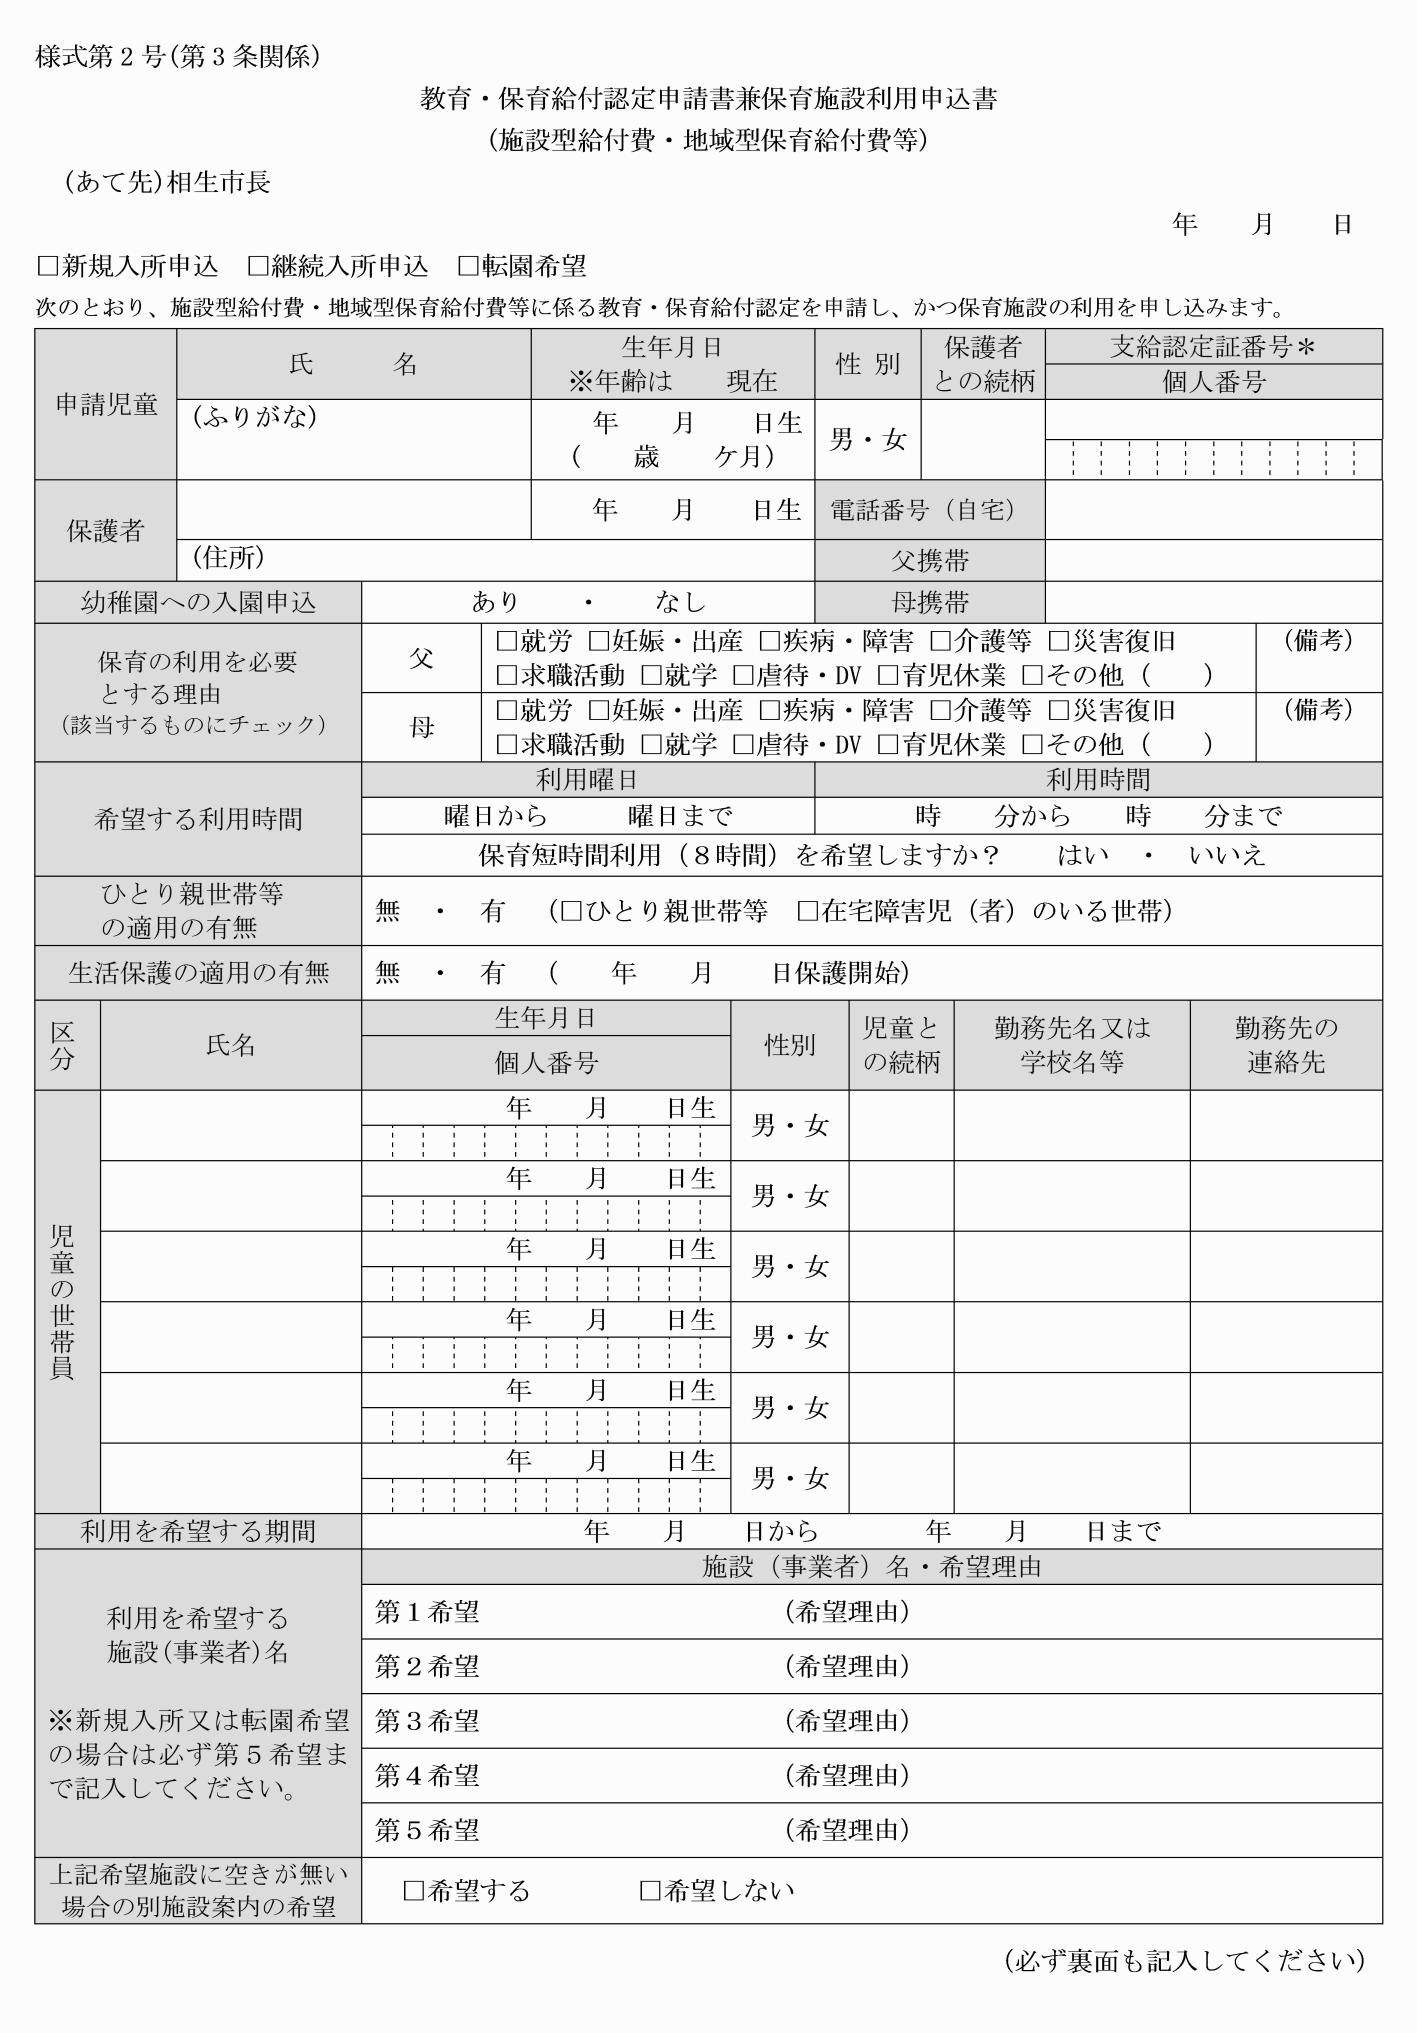 様式第2号(第3条関係)
教育・保育給付認定申請書兼保育施設利用申込書
(施設型給付費・地域型保育給付費等)
(あて先)相生市長
年　　月　　日
□新規入所申込　□継続入所申込　□転園希望
次のとおり、施設型給付費・地域型保育給付費等に係る教育・保育給付認定を申請し、かつ保育施設の利用を申し込みます。
申請児童
氏　　　名
生年月日
※年齢は　　現在
性 別
保護者
との続柄
支給認定証番号＊
個人番号
(ふりがな)
年　　月　　日生
(　　歳　　ケ月)
男・女
保護者
年　　月　　日生
電話番号（自宅）
(住所)
父携帯
幼稚園への入園申込
あり　　・　　なし
母携帯
保育の利用を必要
とする理由
（該当するものにチェック）
父
□就労 □妊娠・出産 □疾病・障害 □介護等 □災害復旧
□求職活動 □就学 □虐待・DV □育児休業 □その他（　　）
（備考）
母
□就労 □妊娠・出産 □疾病・障害 □介護等 □災害復旧
□求職活動 □就学 □虐待・DV □育児休業 □その他（　　）
（備考）
希望する利用時間
利用曜日
利用時間
曜日から　　　曜日まで
時　　分から　　時　　分まで
保育短時間利用（８時間）を希望しますか？　　はい　・　いいえ
ひとり親世帯等
の適用の有無
無　・　有　（□ひとり親世帯等　□在宅障害児（者）のいる世帯）
生活保護の適用の有無
無　・　有　(　　年　　月　　日保護開始)
区分
氏名
生年月日
個人番号
性別
児童と
の続柄
勤務先名又は
学校名等
勤務先の
連絡先
児童の世帯員
年　　月　　日生
男・女
年　　月　　日生
男・女
年　　月　　日生
男・女
年　　月　　日生
男・女
年　　月　　日生
男・女
年　　月　　日生
男・女
利用を希望する期間
年　　月　　日から　　　　年　　月　　日まで
利用を希望する
施設(事業者)名
※新規入所又は転園希望
の場合は必ず第５希望ま
で記入してください。
施設（事業者）名・希望理由
第１希望　　　　　　　　　　　　(希望理由)
第２希望　　　　　　　　　　　　(希望理由)
第３希望　　　　　　　　　　　　(希望理由)
第４希望　　　　　　　　　　　　(希望理由)
第５希望　　　　　　　　　　　　(希望理由)
上記希望施設に空きが無い
場合の別施設案内の希望
□希望する　　　　□希望しない
(必ず裏面も記入してください)